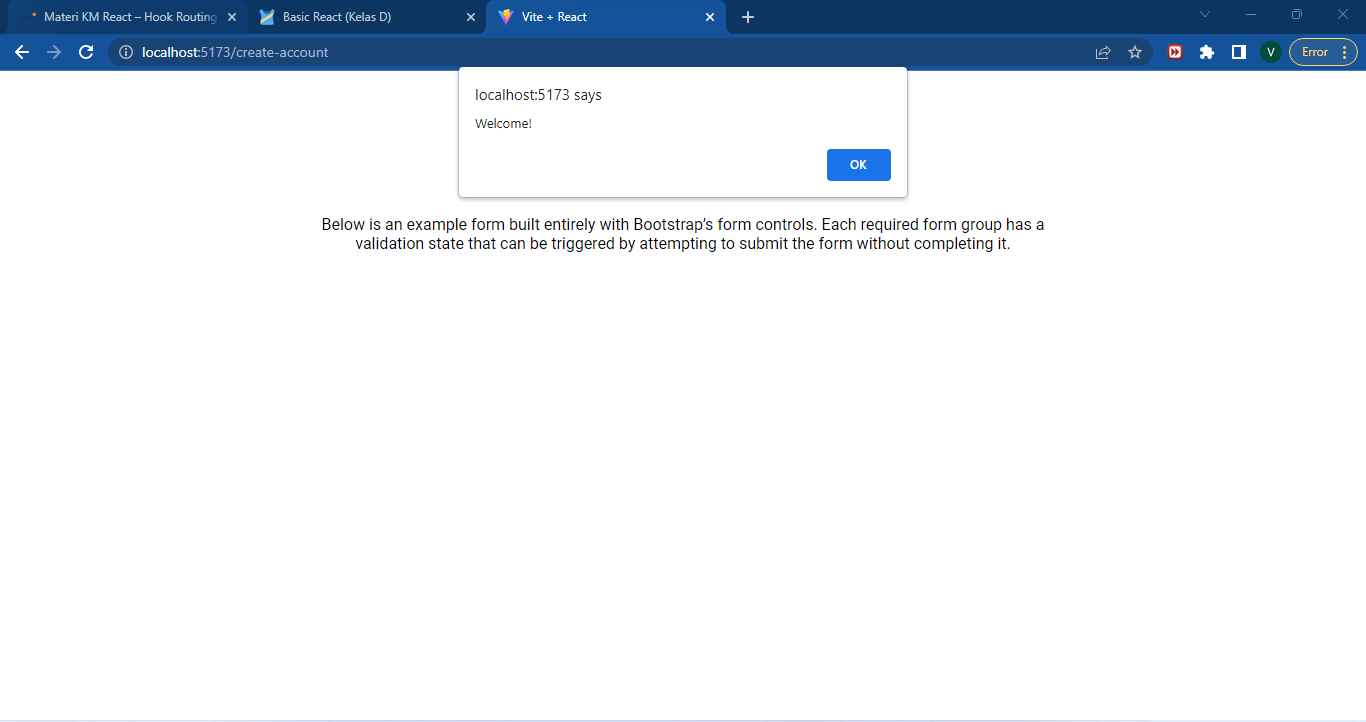 Materi KM React – Hook Routing
Basic React (Kelas D)
Vite + React
localhost:5173/create-account
V
Error
localhost:5173 says
Welcome!
OK
Below is an example form built entirely with Bootstrap’s form controls. Each required form group has a
validation state that can be triggered by attempting to submit the form without completing it.